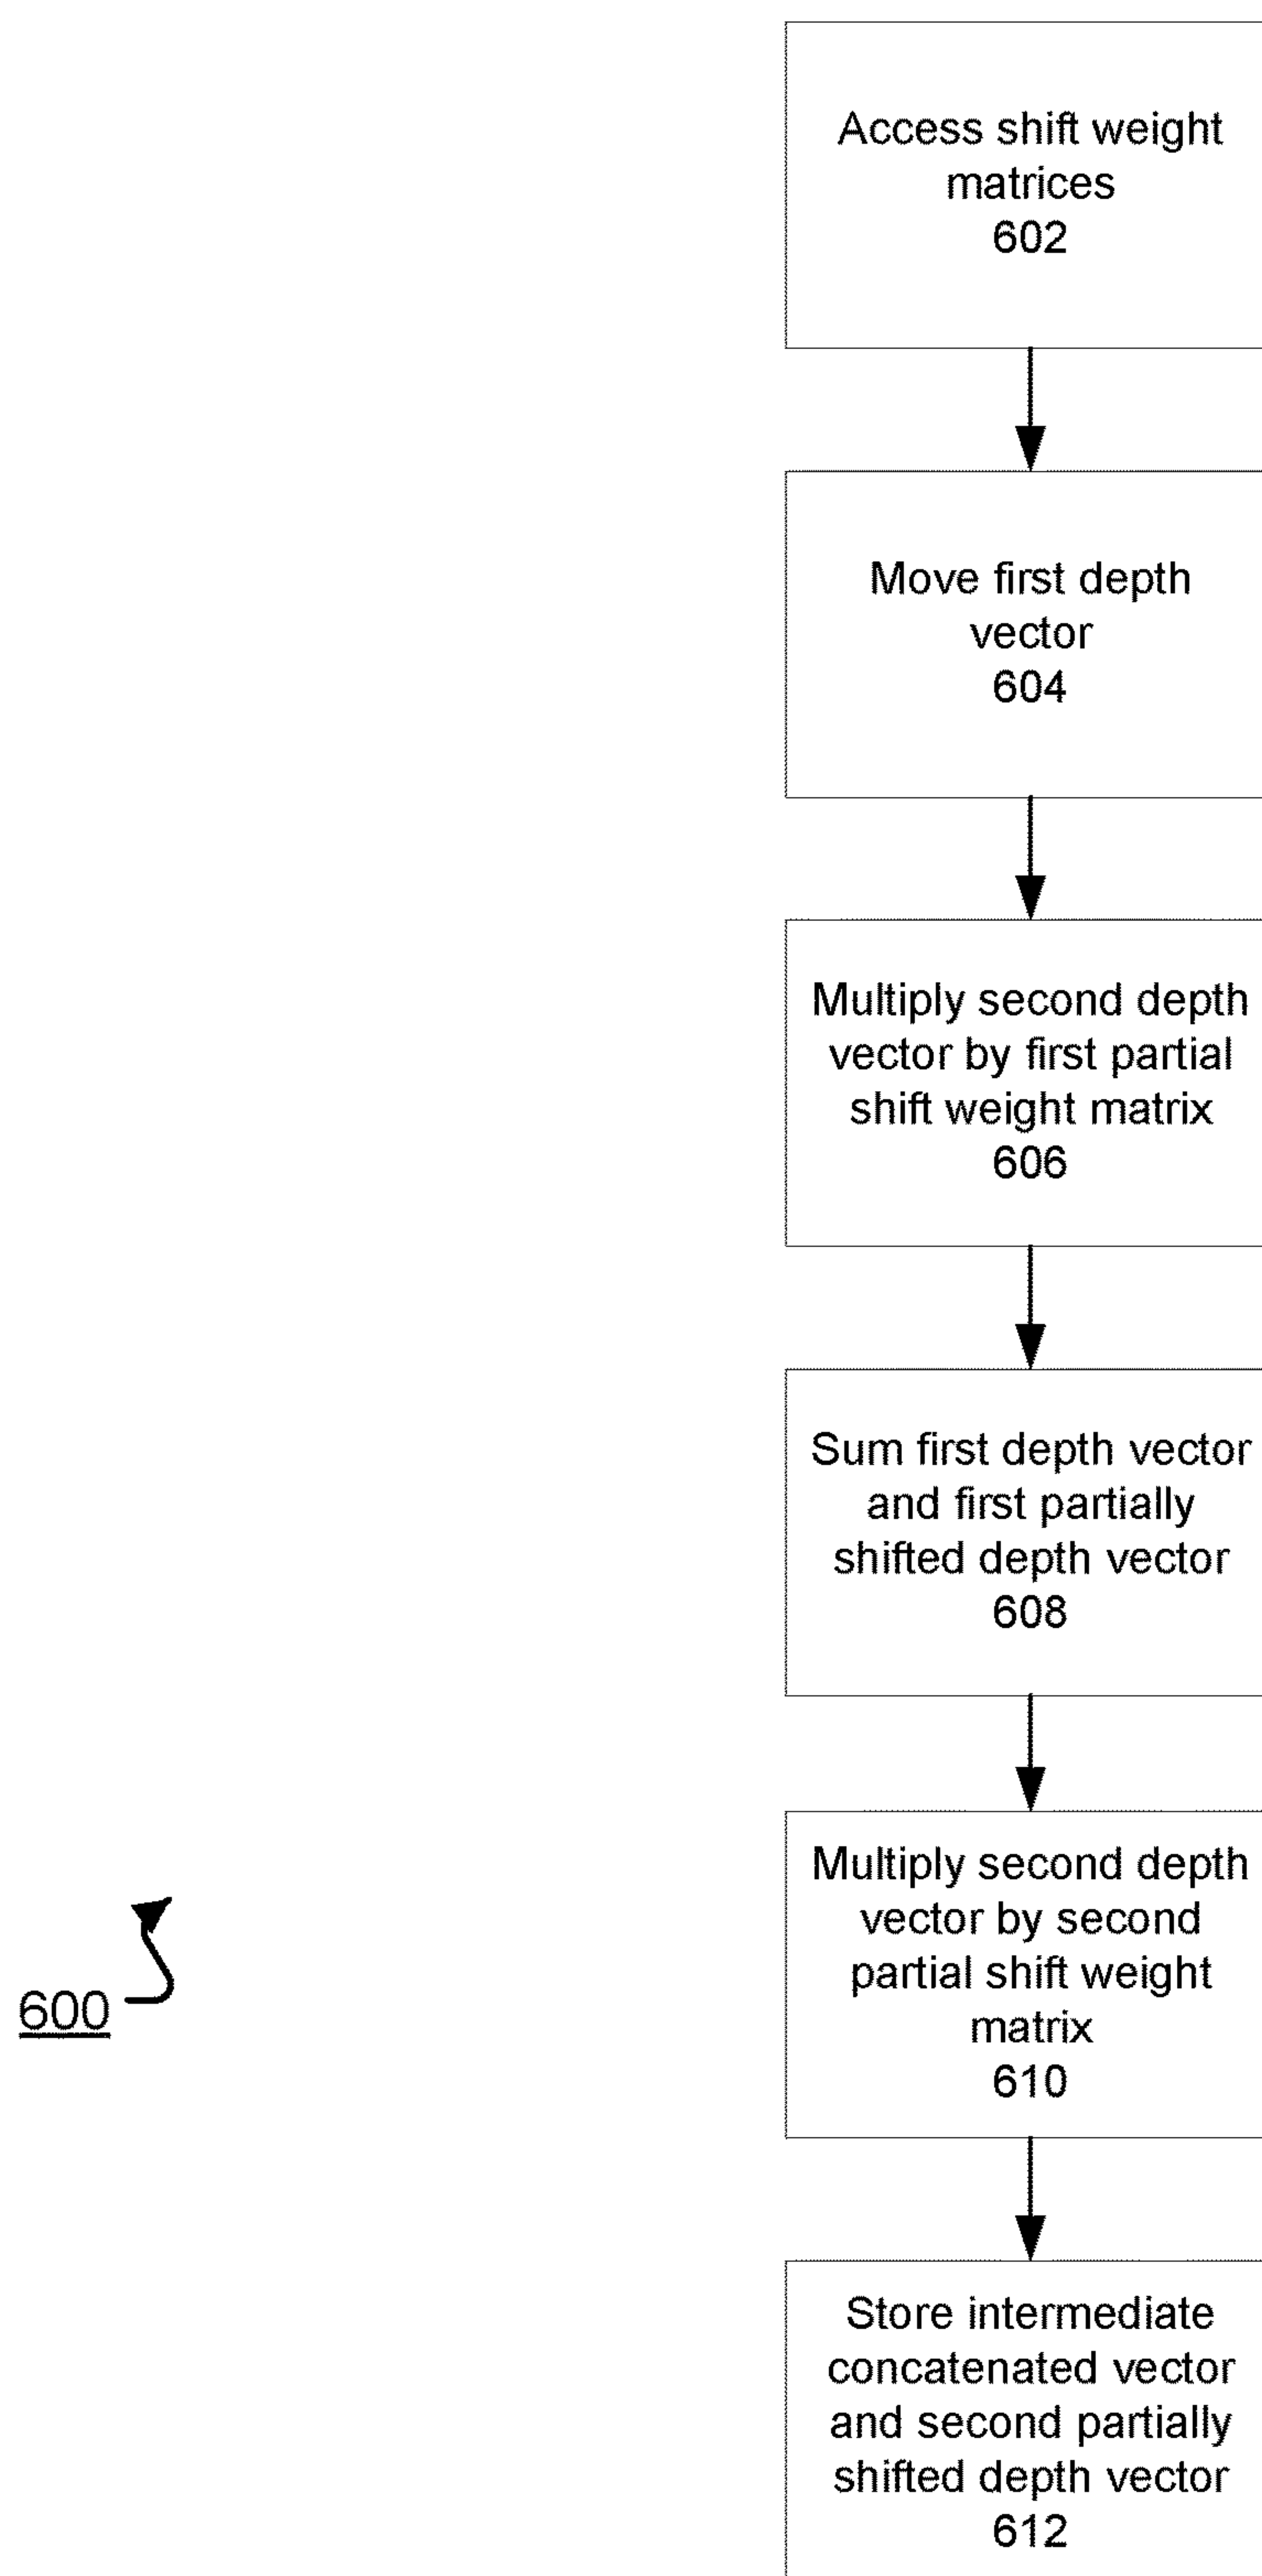 Access shift weight
matrices
602
Move first depth
vector
604
Multiply second depth
vector by first partial
shift weight matrix
606
Sum first depth vector
and first partially
shifted depth vector
608
Multiply second depth
vector by second
partial shift weight
matrix
610
600
Store intermediate
concatenated vector
and second partially
shifted depth vector
612